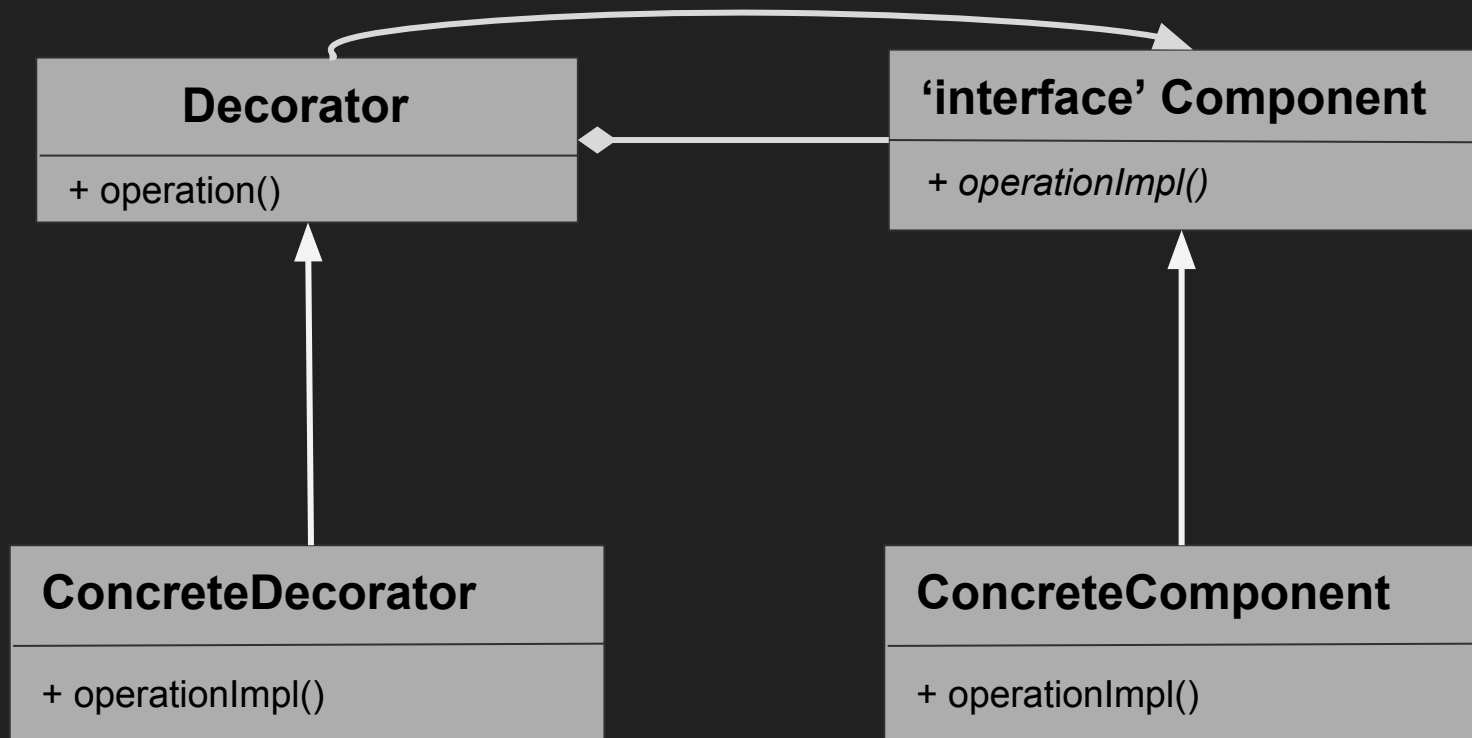 Decorator
+ operation()
‘interface’ Component
+ operationImpl()
ConcreteDecorator
+ operationImpl()
ConcreteComponent
+ operationImpl()